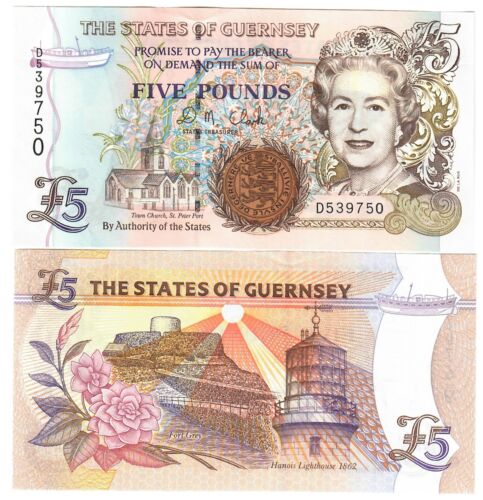 THE STATES OF GUERNSEY
£5
PROMISE TO PAY THE BEARER
ON DEMAND THE SUM OF
FIVE POUNDS
D539750
D M Clark
STATES TREASURER
D539750
£5
Town Church, St. Peter Port
By Authority of the States
£5
THE STATES OF GUERNSEY
Fort Grey
Hanois Lighthouse 1862
£5